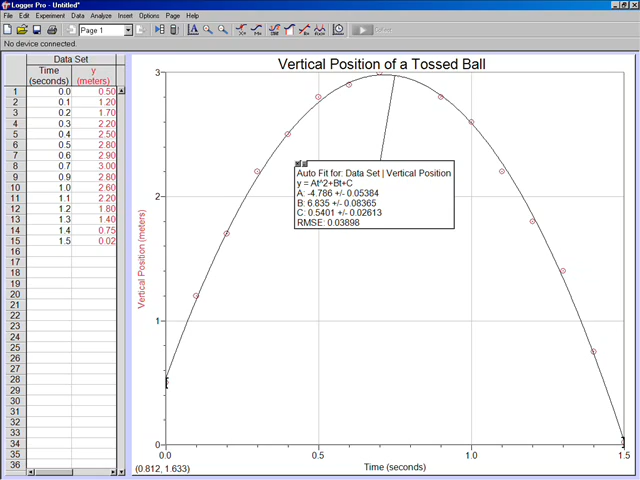 Logger Pro - Untitled*
File Edit Experiment Data Analyze Insert Options Page Help
Page 1
No device connected.
Data Set
Time y
(seconds) (meters)
1 0.0 0.50
2 0.1 1.20
3 0.2 1.70
4 0.3 2.20
5 0.4 2.50
6 0.5 2.80
7 0.6 2.90
8 0.7 3.00
9 0.9 2.80
10 1.0 2.60
11 1.1 2.20
12 1.2 1.80
13 1.3 1.40
14 1.4 0.75
15 1.5 0.02
16
17
18
19
20
21
22
23
24
25
26
27
28
29
30
31
32
33
34
35
36
Vertical Position of a Tossed Ball
3
2
1
0
Vertical Position (meters)
Auto Fit for: Data Set | Vertical Position
y = At^2+Bt+C
A: -4.786 +/- 0.05384
B: 6.835 +/- 0.08365
C: 0.5401 +/- 0.02613
RMSE: 0.03898
0.0 0.5 1.0 1.5
(0.812, 1.633)
Time (seconds)